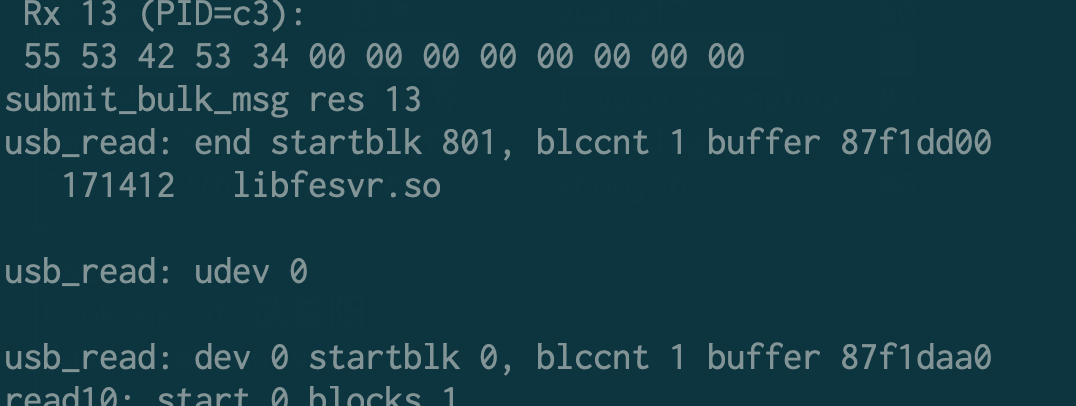 Rx 13 (PID=c3):
55 53 42 53 34 00 00 00 00 00 00 00 00
submit_bulk_msg res 13
usb_read: end startblk 801, blccnt 1 buffer 87f1dd00
171412   libfesvr.so
usb_read: udev 0
usb_read: dev 0 startblk 0, blccnt 1 buffer 87f1daa0
read10: start 0 blocks 1